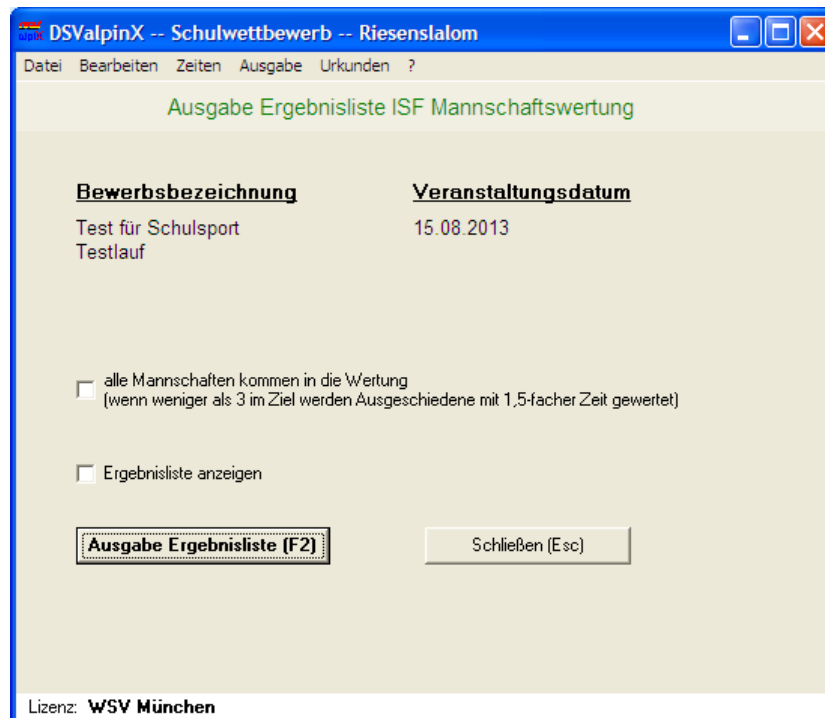 DSValpinX -- Schulwettbewerb -- Riesenslalom
Datei Bearbeiten Zeiten Ausgabe Urkunden ?
Ausgabe Ergebnisliste ISF Mannschaftswertung
Bewerbsbezeichnung Veranstaltungsdatum
Test für Schulsport 15.08.2013
Testlauf
alle Mannschaften kommen in die Wertung
(wenn weniger als 3 im Ziel werden Ausgeschiedene mit 1,5-facher Zeit gewertet)
Ergebnisliste anzeigen
Ausgabe Ergebnisliste (F2) Schließen (Esc)
Lizenz: WSV München